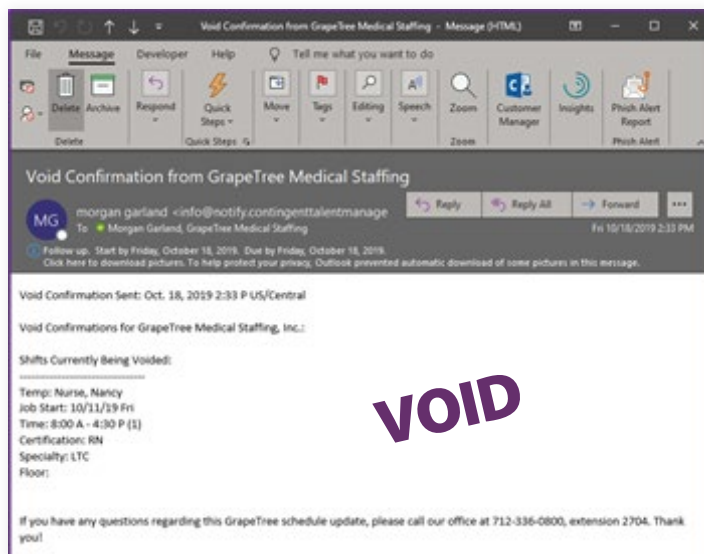 Void Confirmation from GrapeTree Medical Staffing - Message (HTML)
File Message Developer Help Tell me what you want to do
Delete Archive Respond Quick Steps Move Tags Editing Speech Zoom Customer Manager Insights Phish Alert Report
Delete Quick Steps Zoom Phish Alert
Void Confirmation from GrapeTree Medical Staffing
Reply Reply All Forward
MG
morgan garland <info@notify.contingenttalentmanage
To Morgan Garland, GrapeTree Medical Staffing
Fri 10/18/2019 2:33 PM
Follow up. Start by Friday, October 18, 2019. Due by Friday, October 18, 2019.
Click here to download pictures. To help protect your privacy, Outlook prevented automatic download of some pictures in this message.
Void Confirmation Sent: Oct. 18, 2019 2:33 P US/Central
Void Confirmations for GrapeTree Medical Staffing, Inc.:
Shifts Currently Being Voided:
------------------------------
Temp: Nurse, Nancy
Job Start: 10/11/19 Fri
Time: 8:00 A - 4:30 P (1)
Certification: RN
Specialty: LTC
Floor:
VOID
If you have any questions regarding this GrapeTree schedule update, please call our office at 712-336-0800, extension 2704. Thank
you!